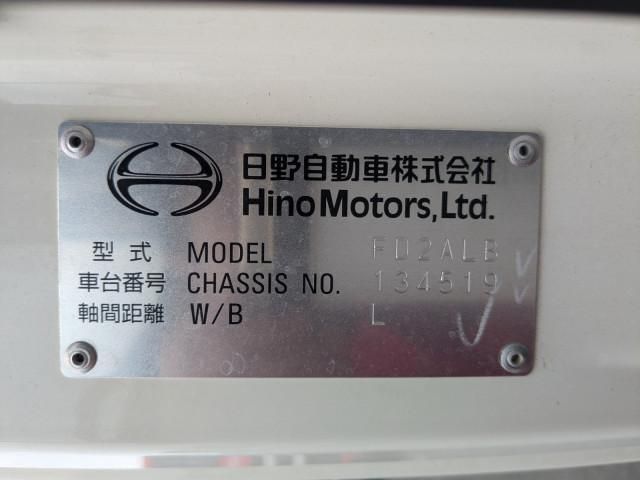 日野自動車株式会社
Hino Motors, Ltd.
型式 MODEL FD2ALB
車台番号 CHASSIS NO. 134519
軸間距離 W/B L